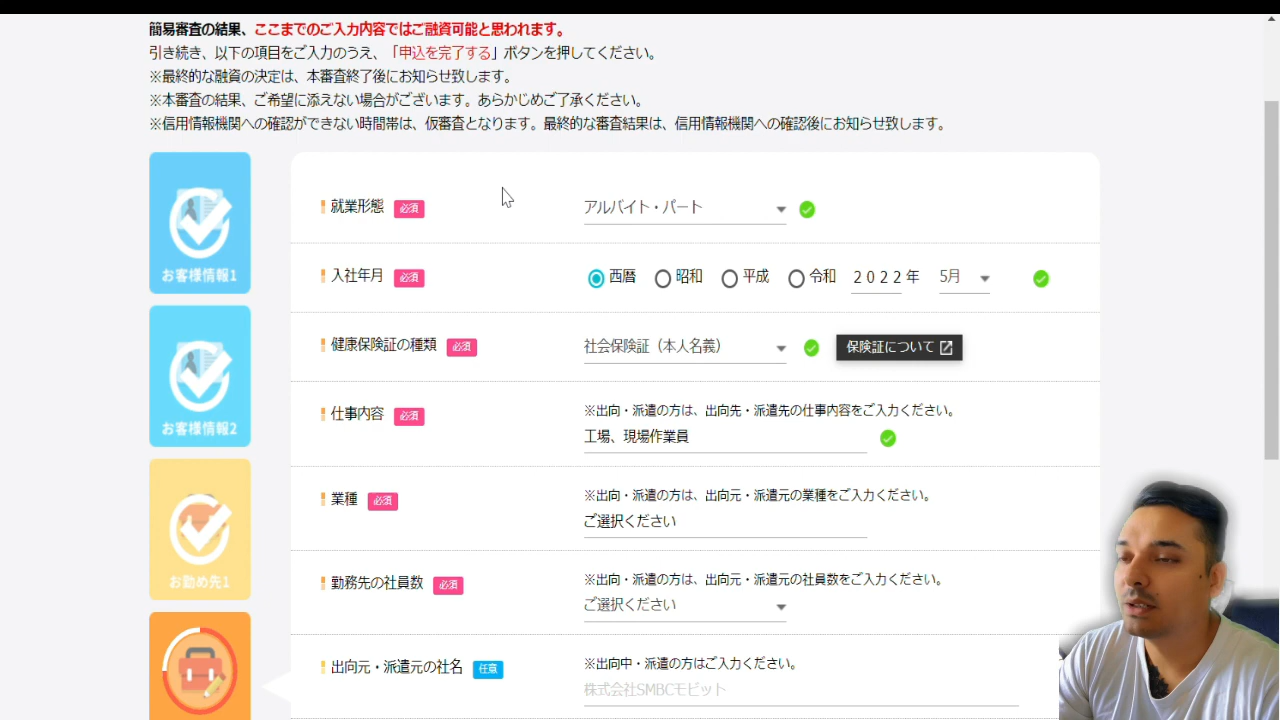 簡易審査の結果、ここまでのご入力内容ではご融資可能と思われます。
引き続き、以下の項目をご入力のうえ、「申込を完了する」ボタンを押してください。
※最終的な融資の決定は、本審査終了後にお知らせ致します。
※本審査の結果、ご希望に添えない場合がございます。あらかじめご了承ください。
※信用情報機関への確認ができない時間帯は、仮審査となります。最終的な審査結果は、信用情報機関への確認後にお知らせ致します。
お客様情報1
お客様情報2
お勤め先1
就業形態 必須 アルバイト・パート
入社年月 必須 西暦 昭和 平成 令和 2022年 5月
健康保険証の種類 必須 社会保険証（本人名義） 保険証について
※出向・派遣の方は、出向先・派遣先の仕事内容をご入力ください。
仕事内容 必須
工場、現場作業員
※出向・派遣の方は、出向元・派遣元の業種をご入力ください。
業種 必須
ご選択ください
※出向・派遣の方は、出向元・派遣元の社員数をご入力ください。
勤務先の社員数 必須
ご選択ください
※出向中・派遣の方はご入力ください。
出向元・派遣元の社名 任意
株式会社SMBCモビット